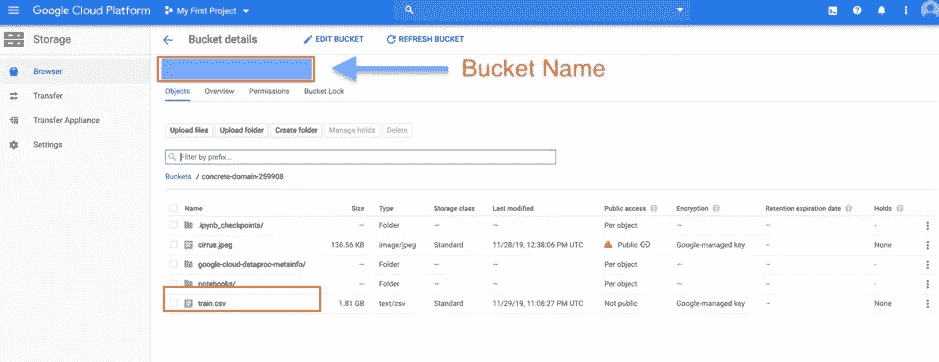 Google Cloud Platform My First Project
Storage Bucket details EDIT BUCKET REFRESH BUCKET
Browser
Bucket Name
Transfer
Objects Overview Permissions Bucket Lock
Transfer Appliance
Settings
Upload files Upload folder Create folder Manage holds Delete
Filter by prefix...
Buckets / concrete-domain-259908
Name Size Type Storage class Last modified Public access Encryption Retention expiration date Holds
.ipynb_checkpoints/ — Folder — — Per object — — -
cirrus.jpeg 136.56 KB image/jpeg Standard 11/28/19, 12:38:06 PM UTC Public Google-managed key — None
google-cloud-dataproc-metainfo/ — Folder — — Per object — — -
notebooks/ — Folder — — Per object — — -
train.csv 1.81 GB text/csv Standard 11/29/19, 11:06:27 PM UTC Not public Google-managed key — None